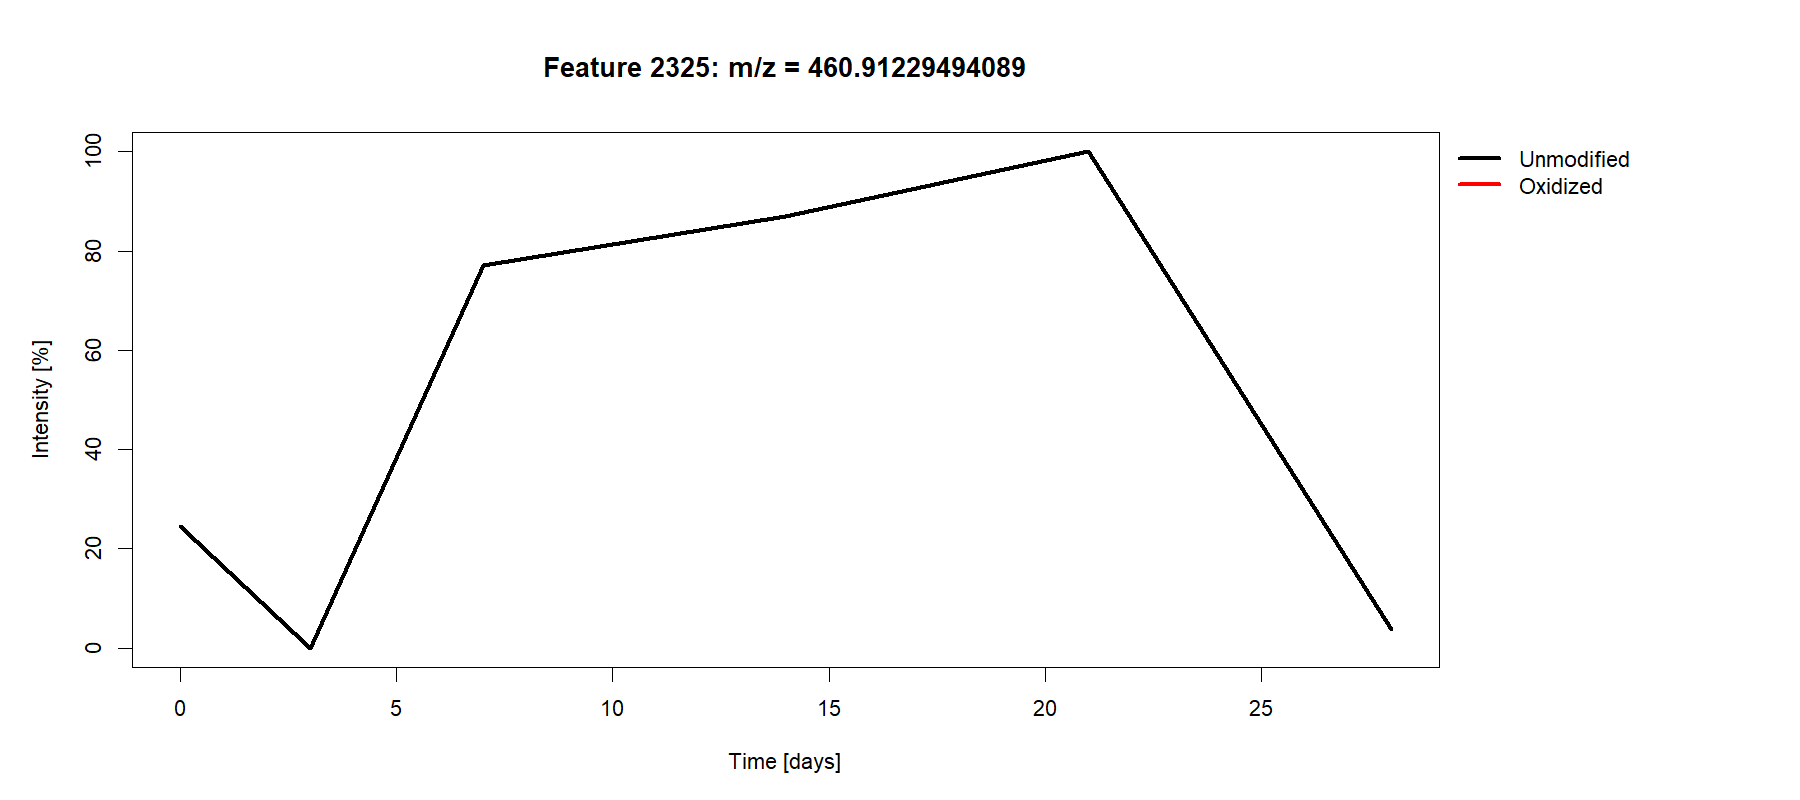 Feature 2325: m/z = 460.91229494089
Unmodified
Oxidized
Intensity [%]
100
80
60
40
20
0
0 5 10 15 20 25
Time [days]